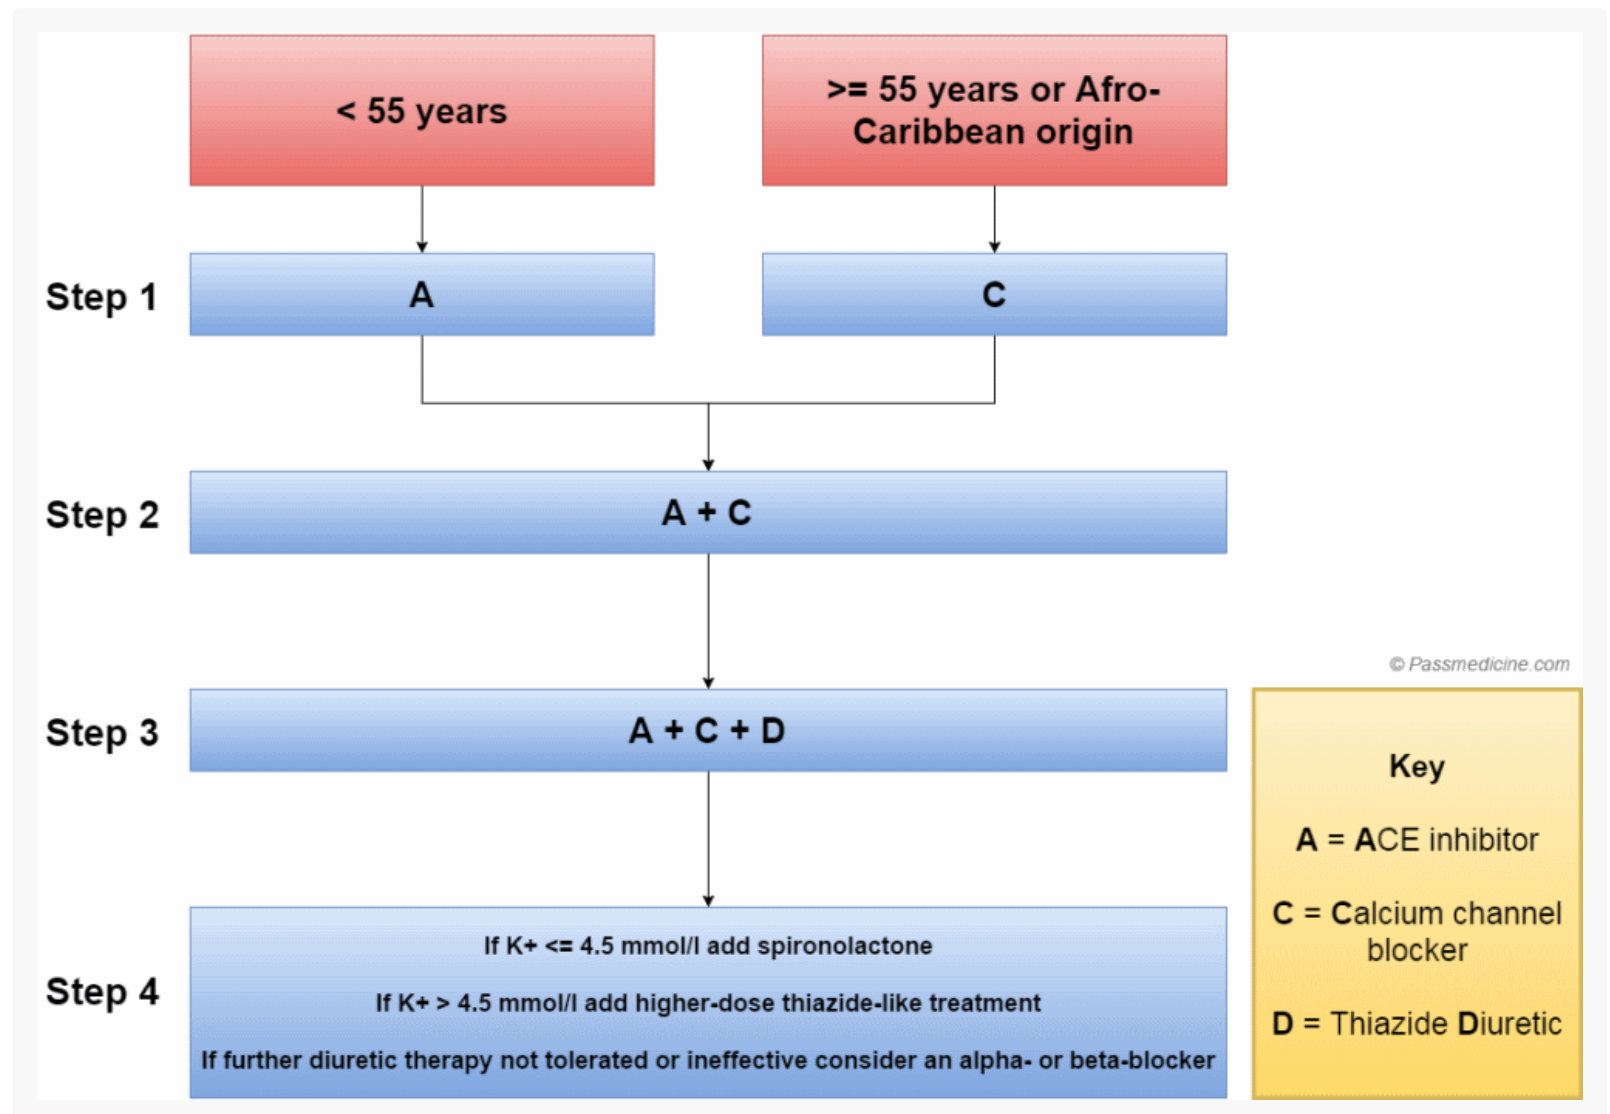 < 55 years
>= 55 years or Afro-
Caribbean origin
Step 1
A
C
Step 2
A + C
Step 3
A + C + D
Step 4
If K+ <= 4.5 mmol/l add spironolactone
If K+ > 4.5 mmol/l add higher-dose thiazide-like treatment
If further diuretic therapy not tolerated or ineffective consider an alpha- or beta-blocker
© Passmedicine.com
Key
A = ACE inhibitor
C = Calcium channel
blocker
D = Thiazide Diuretic